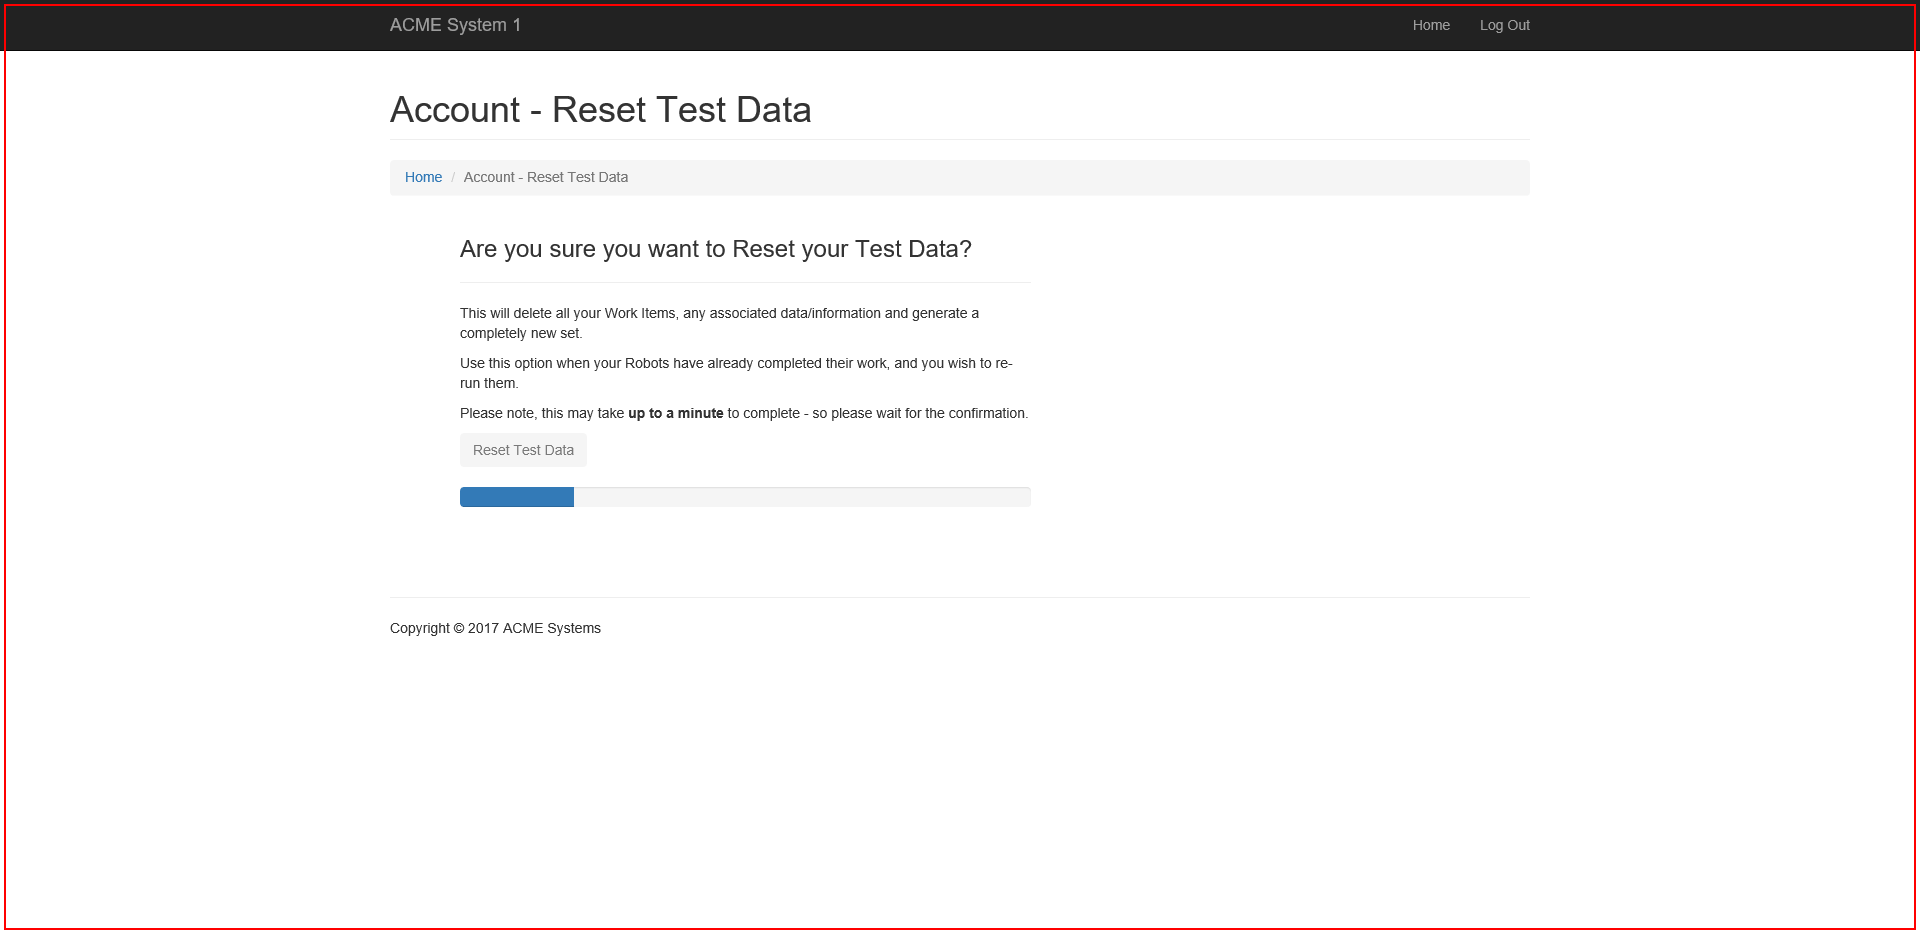 ACME System 1
Home
Log Out
Account - Reset Test Data
Home / Account - Reset Test Data
Are you sure you want to Reset your Test Data?
This will delete all your Work Items, any associated data/information and generate a
completely new set.
Use this option when your Robots have already completed their work, and you wish to re-
run them.
Please note, this may take up to a minute to complete - so please wait for the confirmation.
Reset Test Data
Copyright © 2017 ACME Systems